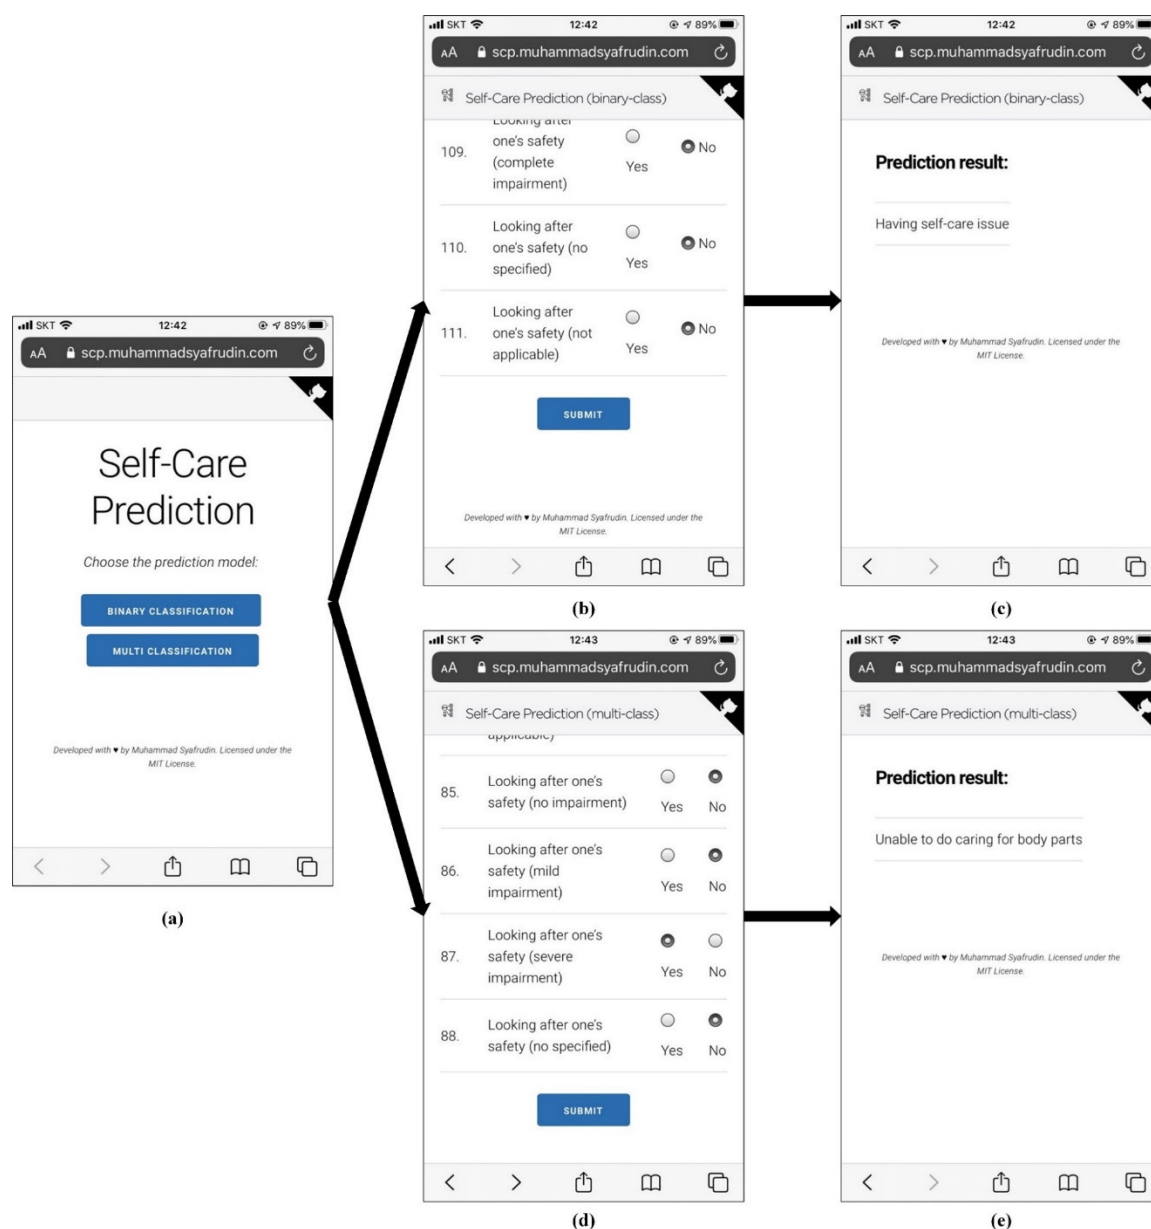 SKT 12:42 89%
AA scp.muhammadsyafrudin.com
Self-Care
Prediction
Choose the prediction model:
BINARY CLASSIFICATION
MULTI CLASSIFICATION
Developed with ♥ by Muhammad Syafrudin. Licensed under the
MIT License.
(a)
SKT 12:42 89%
AA scp.muhammadsyafrudin.com
Self-Care Prediction (binary-class)
Looking after
109. one's safety
(complete
impairment)
Yes No
110. Looking after
one's safety (no
specified)
Yes No
111. Looking after
one's safety (not
applicable)
Yes No
SUBMIT
Developed with ♥ by Muhammad Syafrudin. Licensed under the
MIT License.
(b)
SKT 12:42 89%
AA scp.muhammadsyafrudin.com
Self-Care Prediction (binary-class)
Prediction result:
Having self-care issue
Developed with ♥ by Muhammad Syafrudin. Licensed under the
MIT License.
(c)
SKT 12:43 89%
AA scp.muhammadsyafrudin.com
Self-Care Prediction (multi-class)
applicable)
85. Looking after one's
safety (no impairment)
Yes No
86. Looking after one's
safety (mild
impairment)
Yes No
87. Looking after one's
safety (severe
impairment)
Yes No
88. Looking after one's
safety (no specified)
Yes No
SUBMIT
(d)
SKT 12:43 89%
AA scp.muhammadsyafrudin.com
Self-Care Prediction (multi-class)
Prediction result:
Unable to do caring for body parts
Developed with ♥ by Muhammad Syafrudin. Licensed under the
MIT License.
(e)